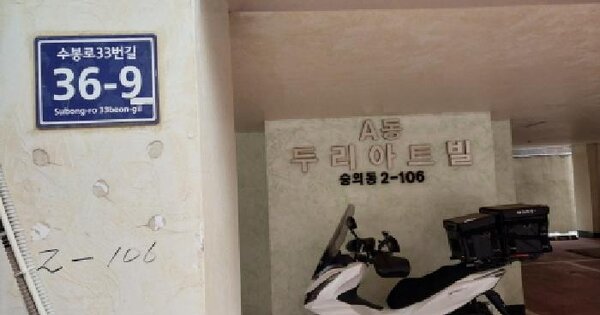 수봉로33번길
36-9
Subong-ro 33beon-gil
2-106
A동
두리아트빌
숭의동 2-106